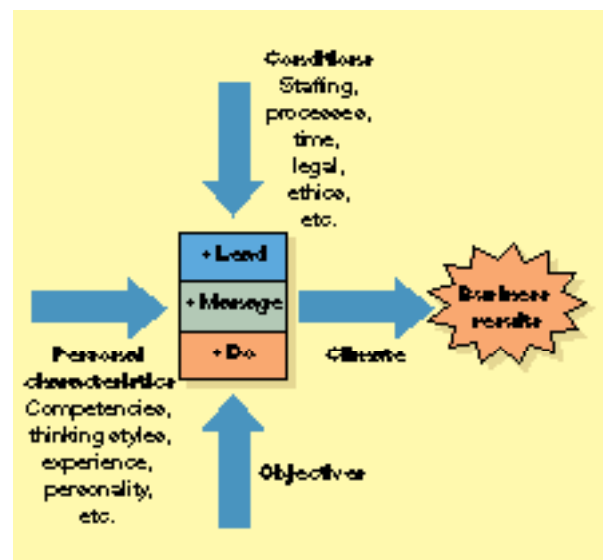 Conditions
Staffing,
processes,
time,
legal,
ethics,
etc.
• Lead
• Manage
• Do
Business
results
Climate
Personal
characteristics
Competencies,
thinking styles,
experience,
personality,
etc.
Objectives